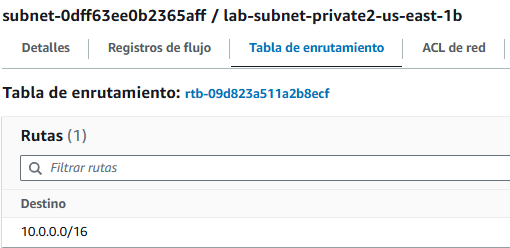 subnet-0dff63ee0b2365aff / lab-subnet-private2-us-east-1b
Detalles | Registros de flujo | Tabla de enrutamiento | ACL de red
Tabla de enrutamiento: rtb-09d823a511a2b8ecf
Rutas (1)
Filtrar rutas
Destino
10.0.0.0/16